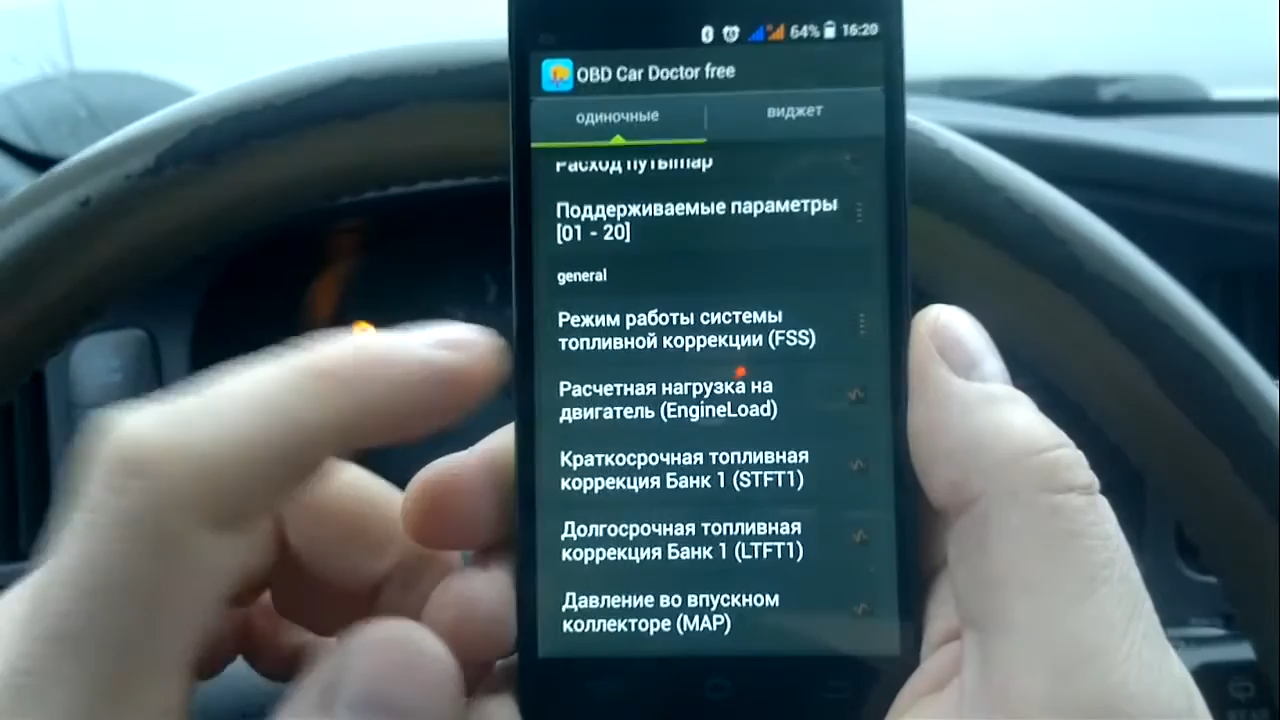 64% 16:20
OBD Car Doctor free
одиночные
виджет
Расход путьmap
Поддерживаемые параметры
[01 - 20]
general
Режим работы системы
топливной коррекции (FSS)
Расчетная нагрузка на
двигатель (EngineLoad)
Краткосрочная топливная
коррекция Банк 1 (STFT1)
Долгосрочная топливная
коррекция Банк 1 (LTFT1)
Давление во впускном
коллекторе (MAP)